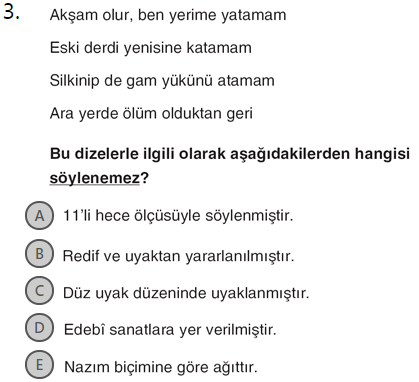 3. Akşam olur, ben yerime yatamam
Eski derdi yenisine katamam
Silkinip de gam yükünü atamam
Ara yerde ölüm olduktan geri
Bu dizelerle ilgili olarak aşağıdakilerden hangisi
söylenemez?
A 11'li hece ölçüsüyle söylenmiştir.
B Redif ve uyaktan yararlanılmıştır.
C Düz uyak düzeninde uyaklanmıştır.
D Edebî sanatlara yer verilmiştir.
E Nazım biçimine göre ağıttır.